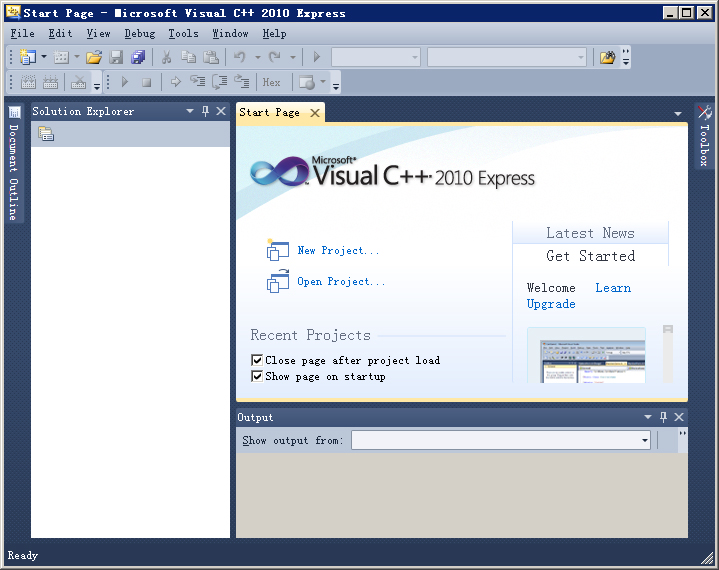 Start Page - Microsoft Visual C++ 2010 Express
File Edit View Debug Tools Window Help
Hex
Document Outline
Solution Explorer
Start Page
Toolbox
Microsoft®
Visual C++® 2010 Express
New Project...
Open Project...
Recent Projects
Close page after project load
Show page on startup
Latest News
Get Started
Welcome Learn
Upgrade
Output
Show output from:
Ready